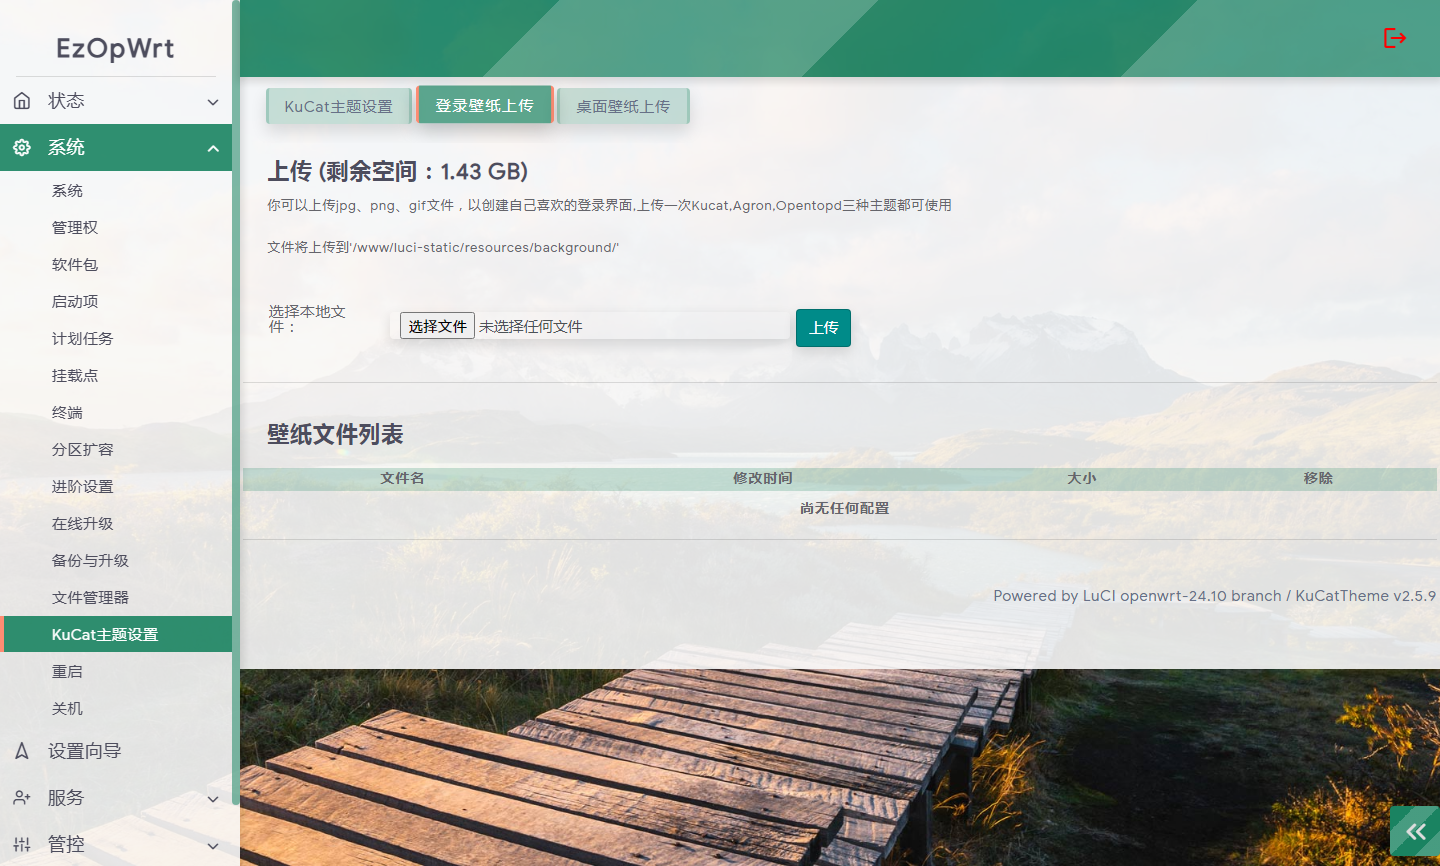 EzOpWrt
状态
系统
系统
管理权
软件包
启动项
计划任务
挂载点
终端
分区扩容
进阶设置
在线升级
备份与升级
文件管理器
KuCat主题设置
重启
关机
设置向导
服务
管控
KuCat主题设置 登录壁纸上传 桌面壁纸上传
上传 (剩余空间：1.43 GB)
你可以上传jpg、png、gif文件，以创建自己喜欢的登录界面,上传一次Kucat,Agron,Opentopd三种主题都可使用
文件将上传到'/www/luci-static/resources/background/'
选择本地文
件：
选择文件 未选择任何文件 上传
壁纸文件列表
文件名 修改时间 大小 移除
尚无任何配置
Powered by LuCI openwrt-24.10 branch / KuCatTheme v2.5.9